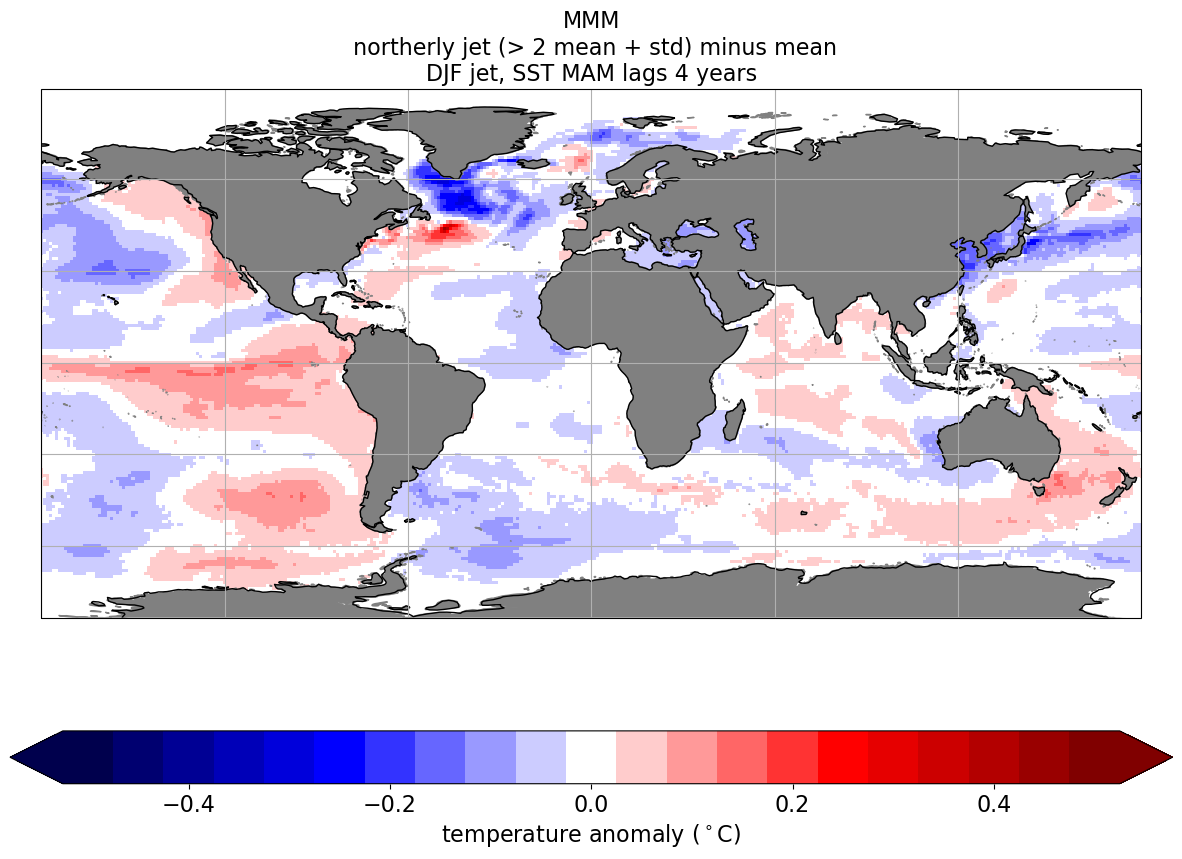 MMM
northerly jet (> 2 mean + std) minus mean
DJF jet, SST MAM lags 4 years
−0.4 −0.2 0.0 0.2 0.4
temperature anomaly (°C)